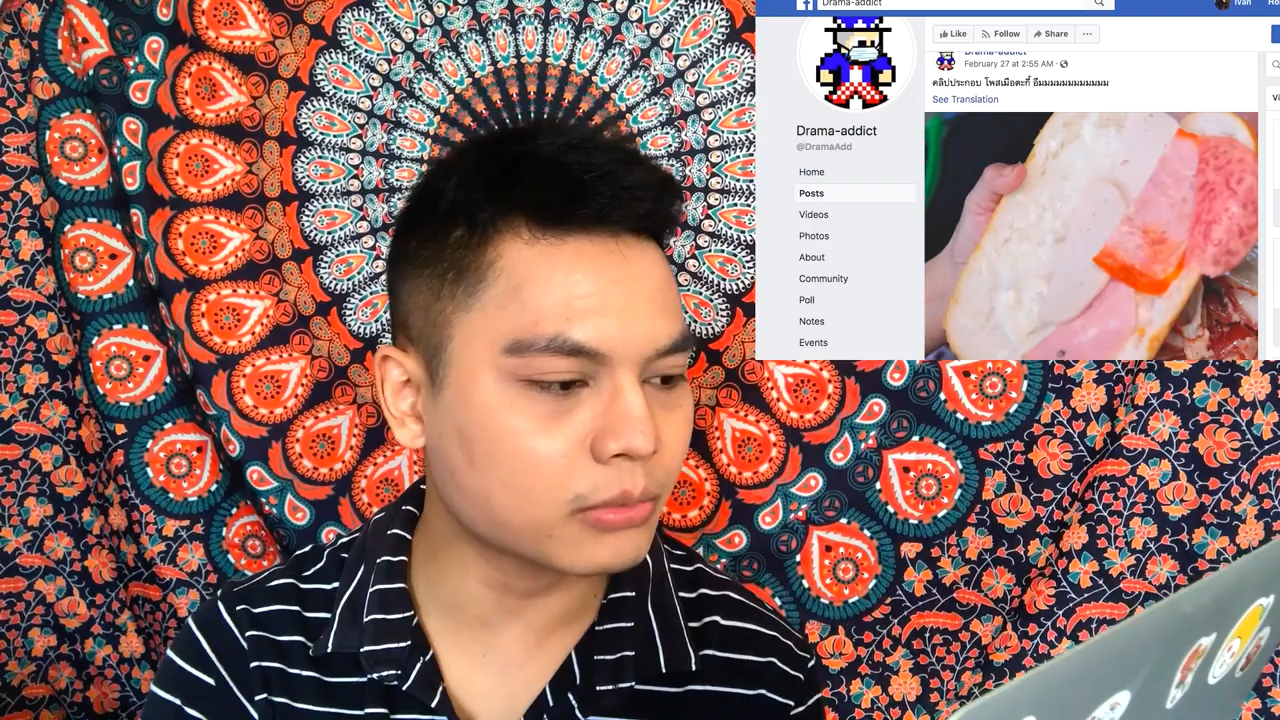 Drama-addict
Ivan
Ho
Like
Follow
Share
Drama-addict
February 27 at 2:55 AM
คลิปประกอบ โพสเมื่อตะกี้ อืมมมมมมมมมมมม
See Translation
Vi
Drama-addict
@DramaAdd
Home
Posts
Videos
Photos
About
Community
Poll
Notes
Events